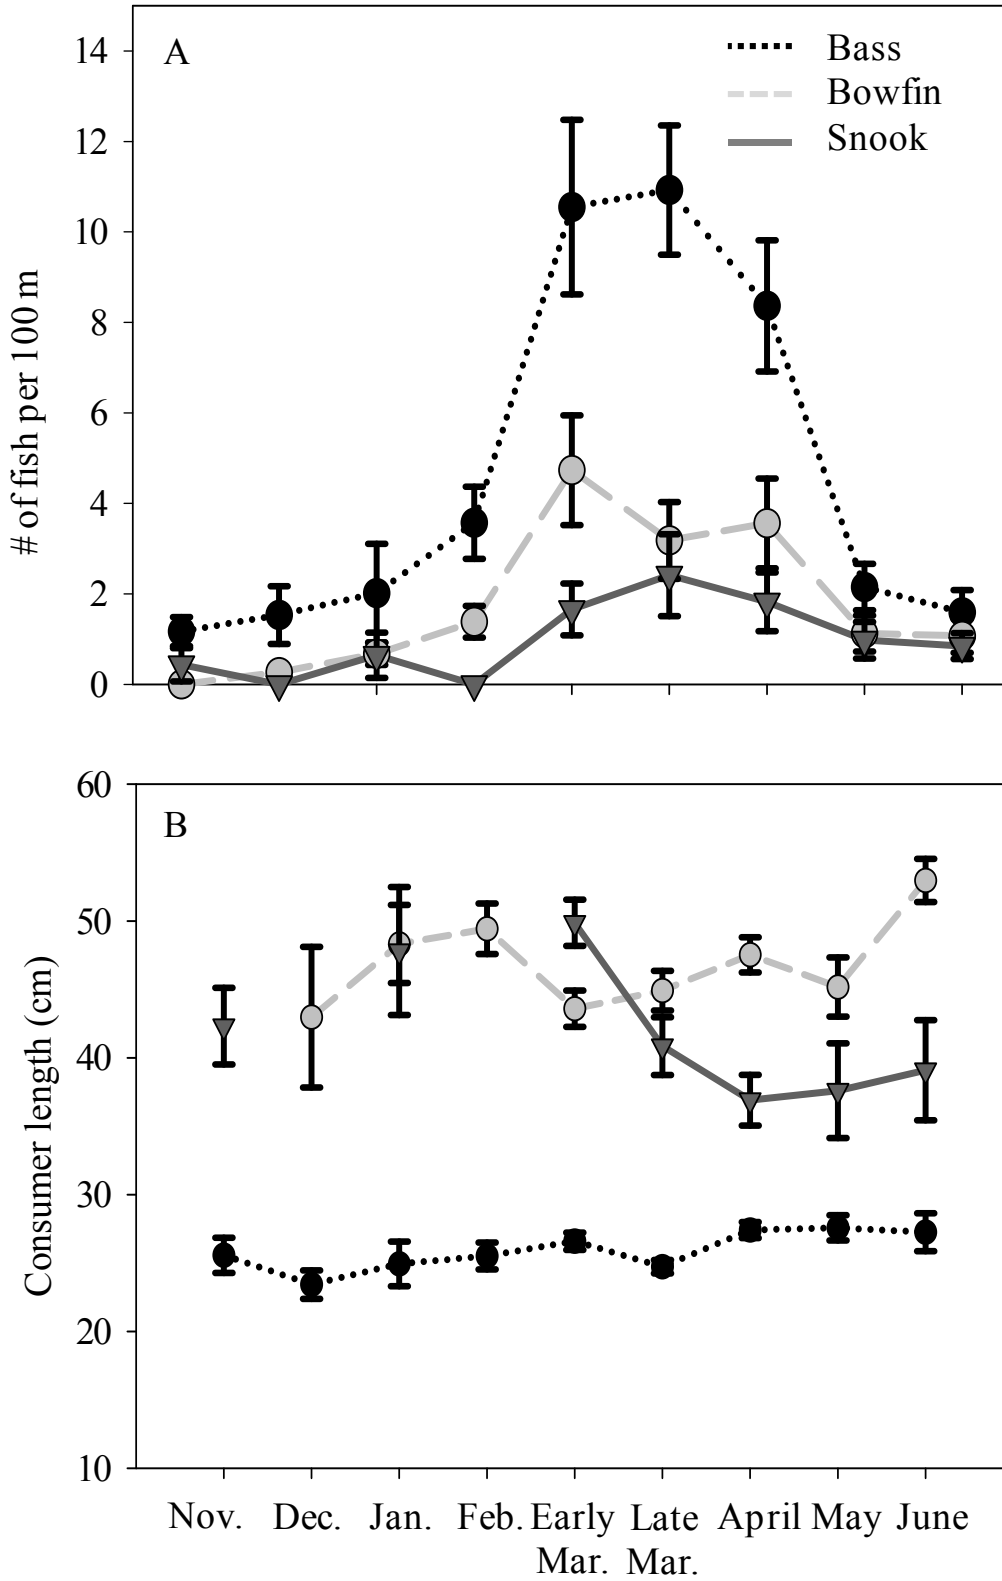 A
Bass
Bowfin
Snook
14
12
10
8
6
4
2
0
# of fish per 100 m
B
60
50
40
30
20
10
Consumer length (cm)
Nov. Dec. Jan. Feb. Early Late April May June
Mar. Mar.